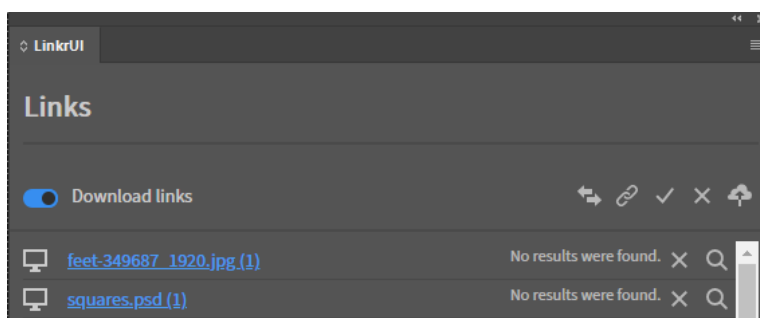 LinkrUI
Links
Download links
feet-349687_1920.jpg (1) No results were found.
squares.psd (1) No results were found.